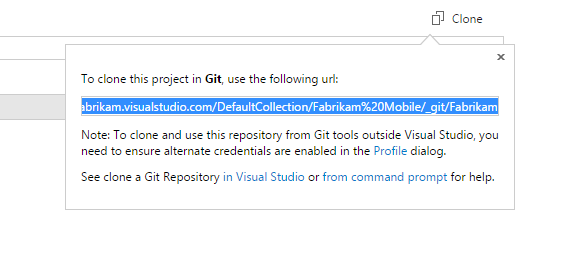 Clone
To clone this project in Git, use the following url:
abrikam.visualstudio.com/DefaultCollection/Fabrikam%20Mobile/_git/Fabrikam
Note: To clone and use this repository from Git tools outside Visual Studio, you
need to ensure alternate credentials are enabled in the Profile dialog.
See clone a Git Repository in Visual Studio or from command prompt for help.